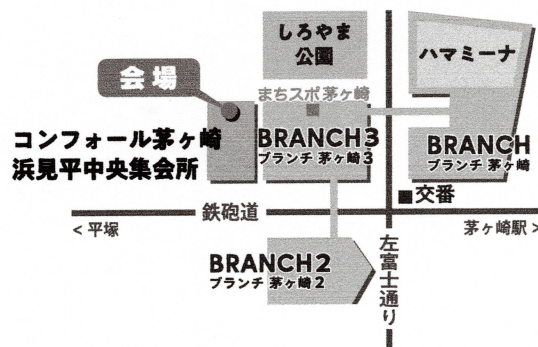 しろやま
公園
ハマミーナ
会場
まちスポ茅ヶ崎
コンフォール茅ヶ崎
浜見平中央集会所
BRANCH3
ブランチ 茅ヶ崎 3
BRANCH
ブランチ 茅ヶ崎
交番
鉄砲道
< 平塚
茅ヶ崎駅 >
左富士通り
BRANCH2
ブランチ 茅ヶ崎 2